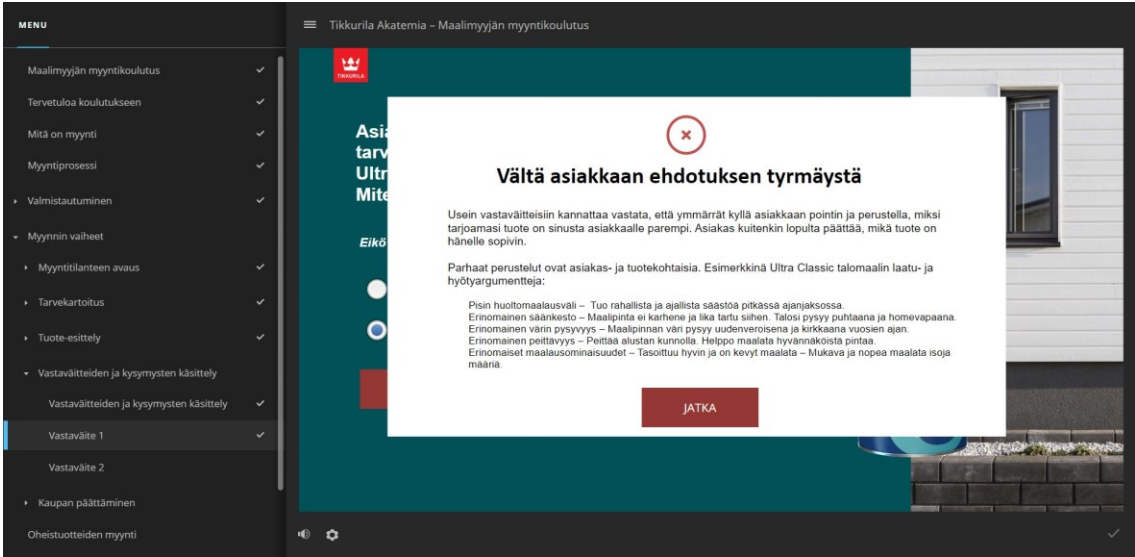 MENU
Maalimyyjän myyntikoulutus
Tervetuloa koulutukseen
Mitä on myynti
Myyntiprosessi
Valmistautuminen
Myynnin vaiheet
Myyntitilanteen avaus
Tarvekartoitus
Tuote-esittely
Vastaväitteiden ja kysymysten käsittely
Vastaväitteiden ja kysymysten käsittely
Vastaväite 1
Vastaväite 2
Kaupan päättäminen
Oheistuotteiden myynti
Tikkurila Akatemia – Maalimyyjän myyntikoulutus
TIKKURILA
Asia
tarv
Ultr
Mite
Eikö
Vältä asiakkaan ehdotuksen tyrmäystä
Usein vastaväitteisiin kannattaa vastata, että ymmärrät kyllä asiakkaan pointin ja perustella, miksi
tarjoamasi tuote on sinusta asiakkaalle parempi. Asiakas kuitenkin lopulta päättää, mikä tuote on
hänelle sopivin.
Parhaat perustelut ovat asiakas- ja tuotekohtaisia. Esimerkkinä Ultra Classic talomaalin laatu- ja
hyötyargumentteja:
Pisin huoltomaalausväli – Tuo rahallista ja ajallista säästöä pitkässä ajanjaksossa.
Erinomainen säänkesto – Maalipinta ei karhene ja lika tartu siihen. Talosi pysyy puhtaana ja homevapaana.
Erinomainen värin pysyvyys – Maalipinnan väri pysyy uudenveroisena ja kirkkaana vuosien ajan.
Erinomainen peittävyys – Peittää alustan kunnolla. Helppo maalata hyvännäköistä pintaa.
Erinomaiset maalausominaisuudet – Tasoittuu hyvin ja on kevyt maalata – Mukava ja nopea maalata isoja
määriä.
JATKA